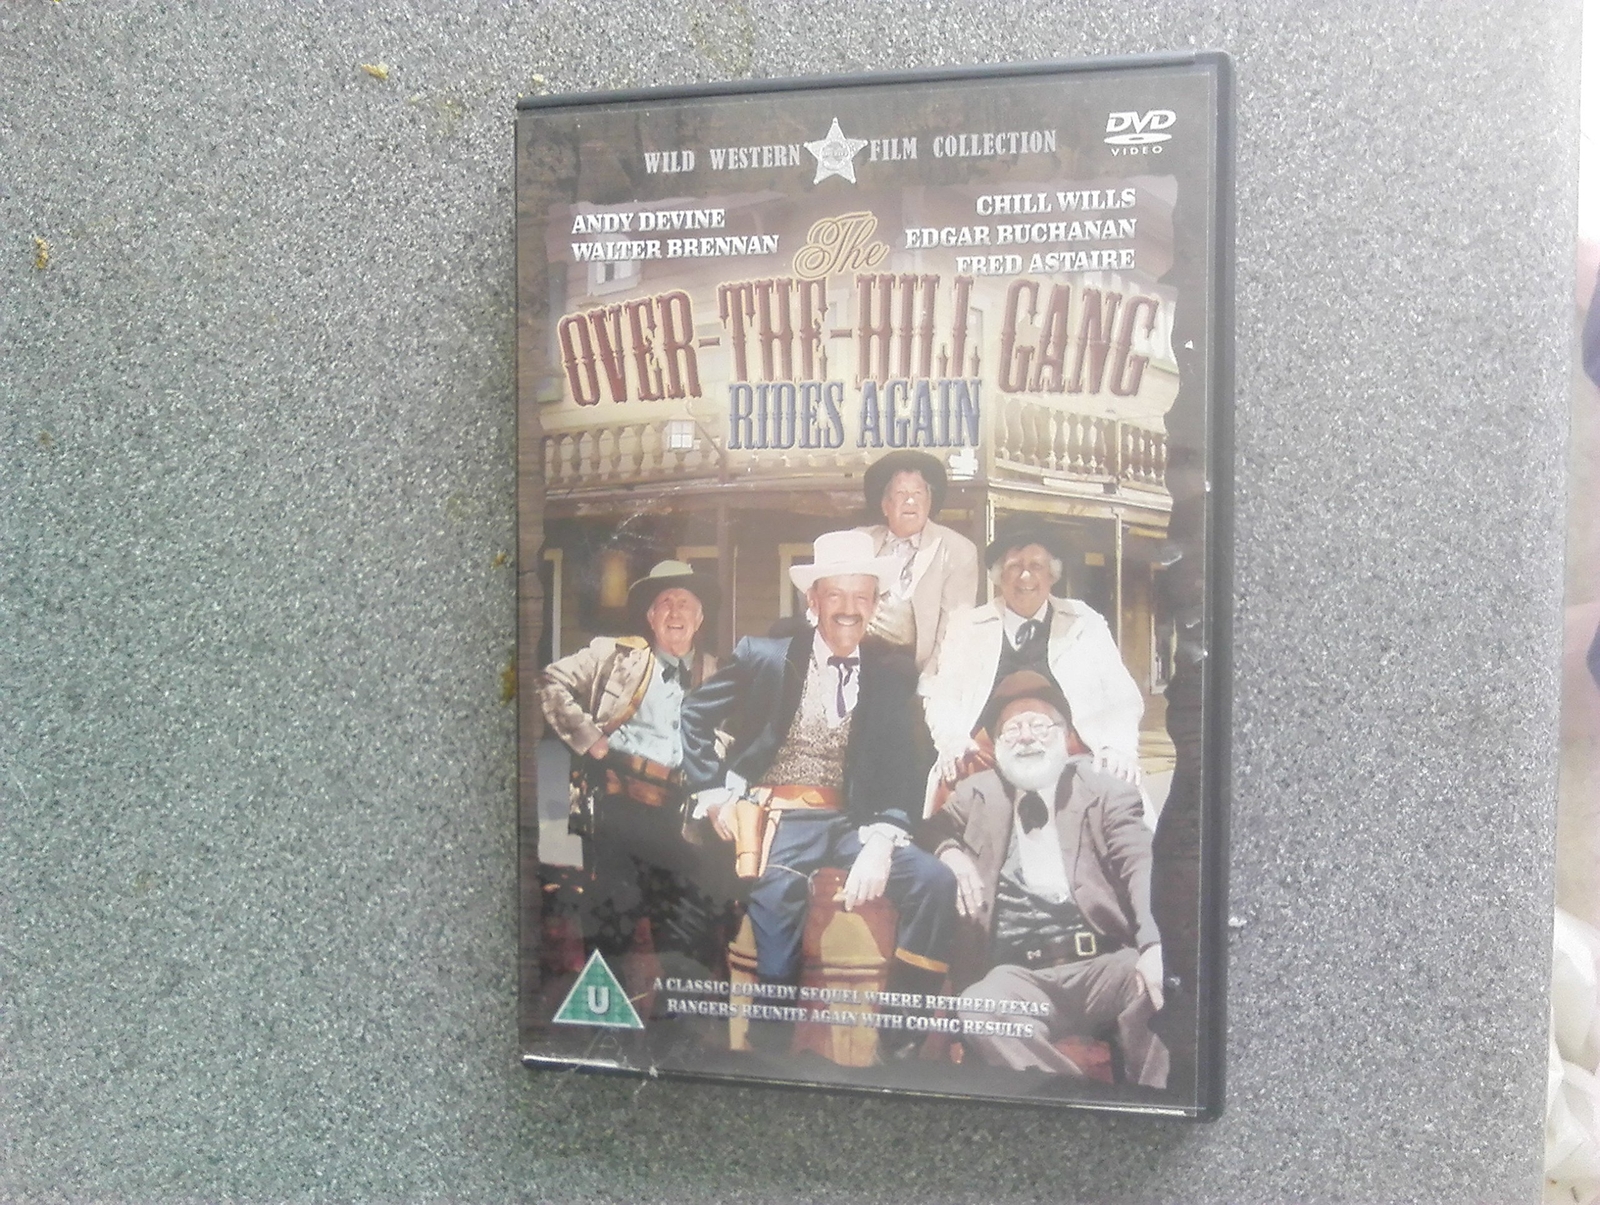 WILD WESTERN FILM COLLECTION
DVD
VIDEO
ANDY DEVINE
WALTER BRENNAN
CHILL WILLS
EDGAR BUCHANAN
FRED ASTAIRE
The
OVER-THE-HILL GANG
RIDES AGAIN
U
A CLASSIC COMEDY SEQUEL WHERE RETIRED TEXAS
RANGERS REUNITE AGAIN WITH COMIC RESULTS